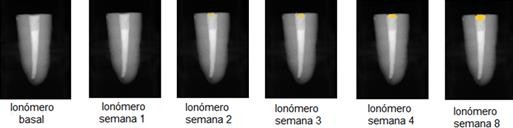 Ionómero
basal
Ionómero
semana 1
Ionómero
semana 2
Ionómero
semana 3
Ionómero
semana 4
Ionómero
semana 8